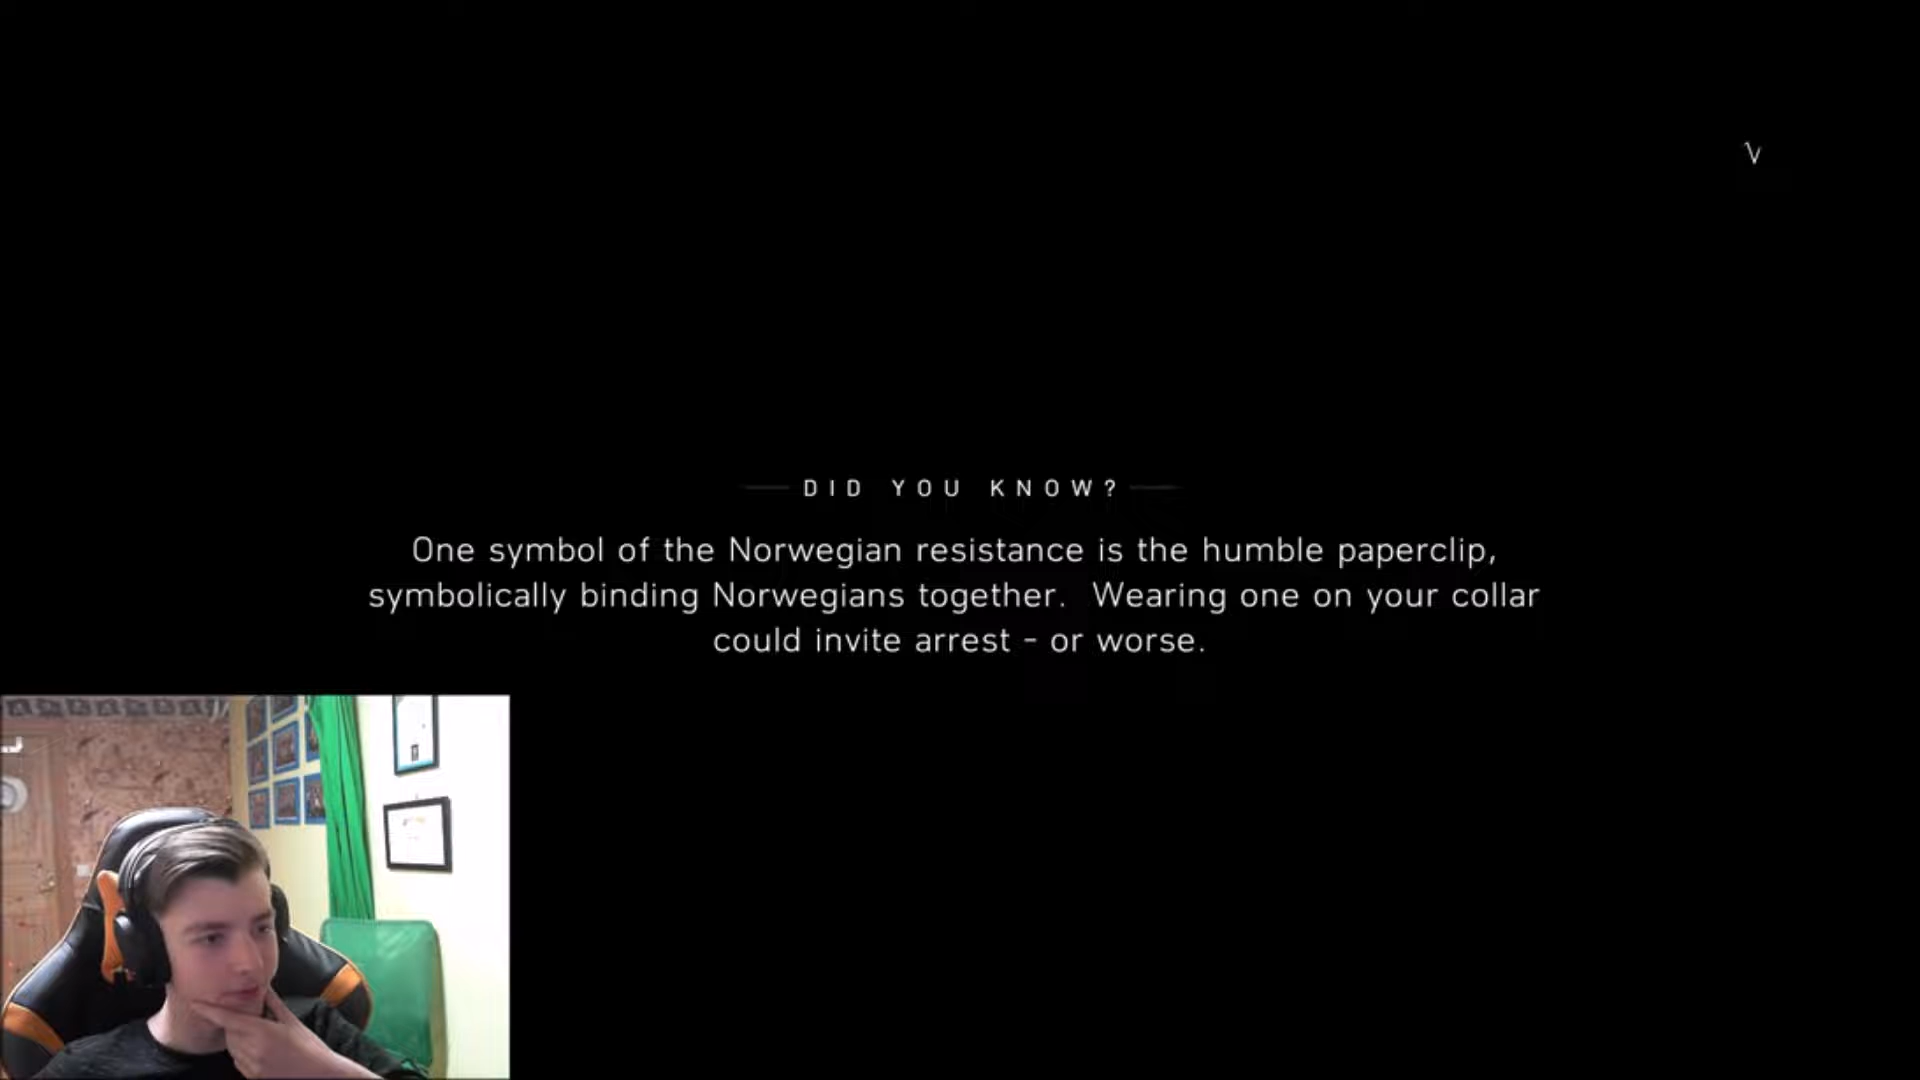 DID YOU KNOW?
One symbol of the Norwegian resistance is the humble paperclip,
symbolically binding Norwegians together.  Wearing one on your collar
could invite arrest - or worse.